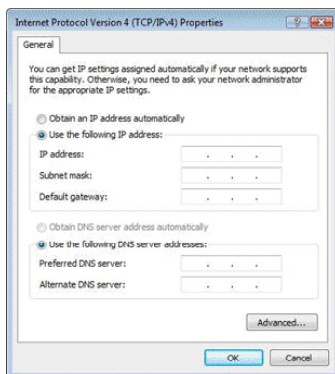 Internet Protocol Version 4 (TCP/IPv4) Properties
General
You can get IP settings assigned automatically if your network supports
this capability. Otherwise, you need to ask your network administrator
for the appropriate IP settings.
Obtain an IP address automatically
Use the following IP address:
IP address:
Subnet mask:
Default gateway:
Obtain DNS server address automatically
Use the following DNS server addresses:
Preferred DNS server:
Alternate DNS server:
Advanced...
OK Cancel